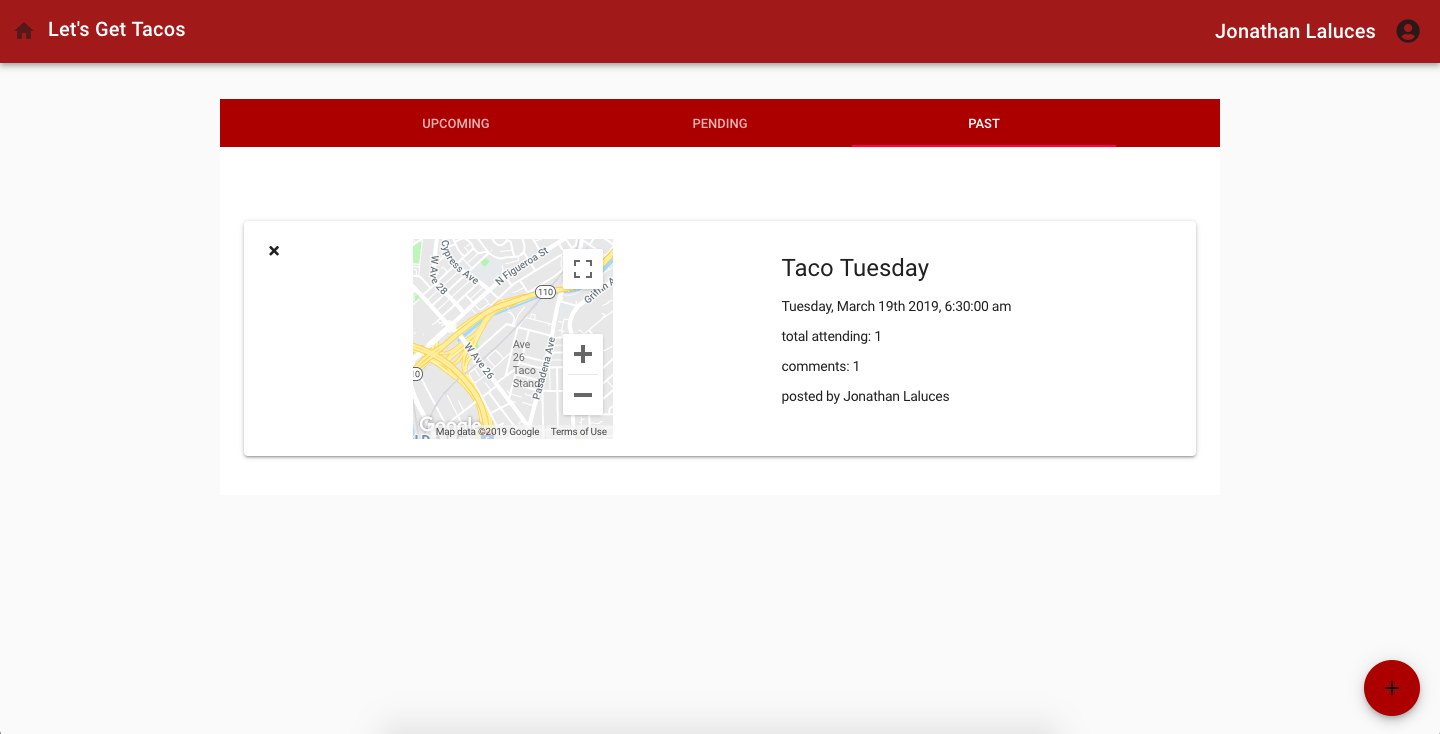 Let's Get Tacos
Jonathan Laluces
UPCOMING
PENDING
PAST
Cypress Ave
W Ave 28
N Figueroa St
110
Griffin A
W Ave 26
Ave
26
Taco
Stand
Pasadena Ave
Google
Map data ©2019 Google
Terms of Use
Taco Tuesday
Tuesday, March 19th 2019, 6:30:00 am
total attending: 1
comments: 1
posted by Jonathan Laluces